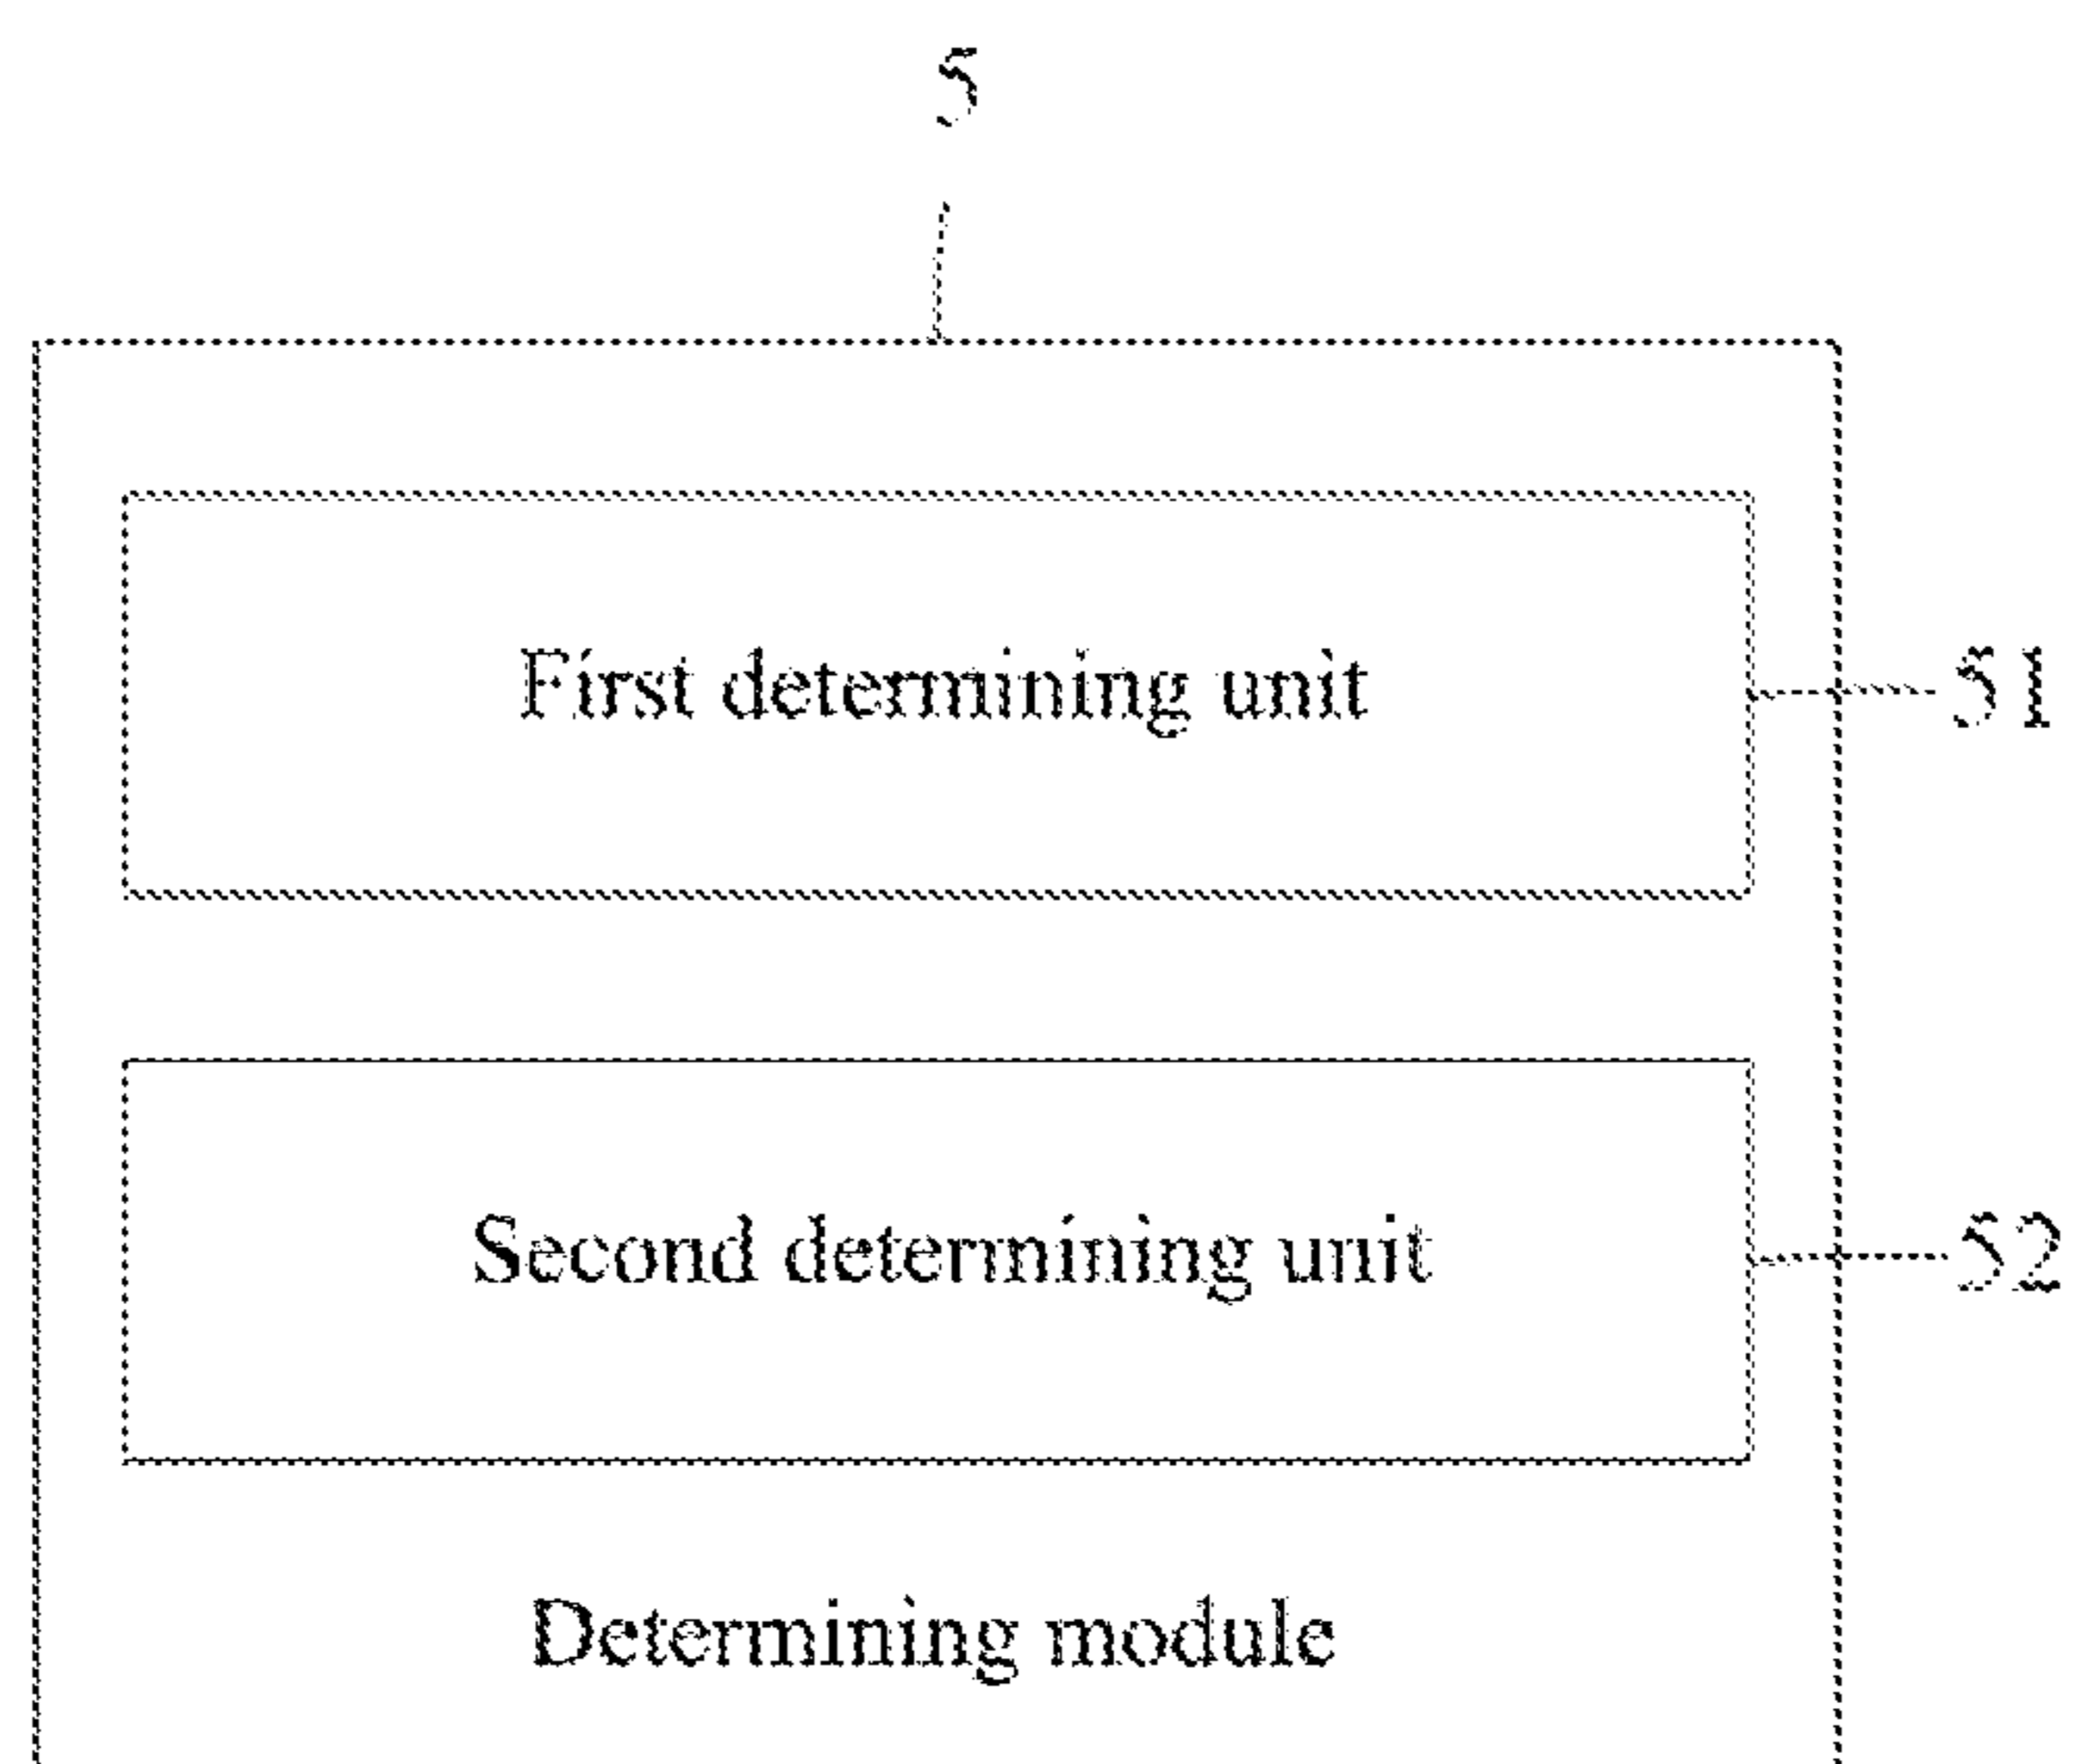 5
First determining unit
51
Second determining unit
52
Determining module